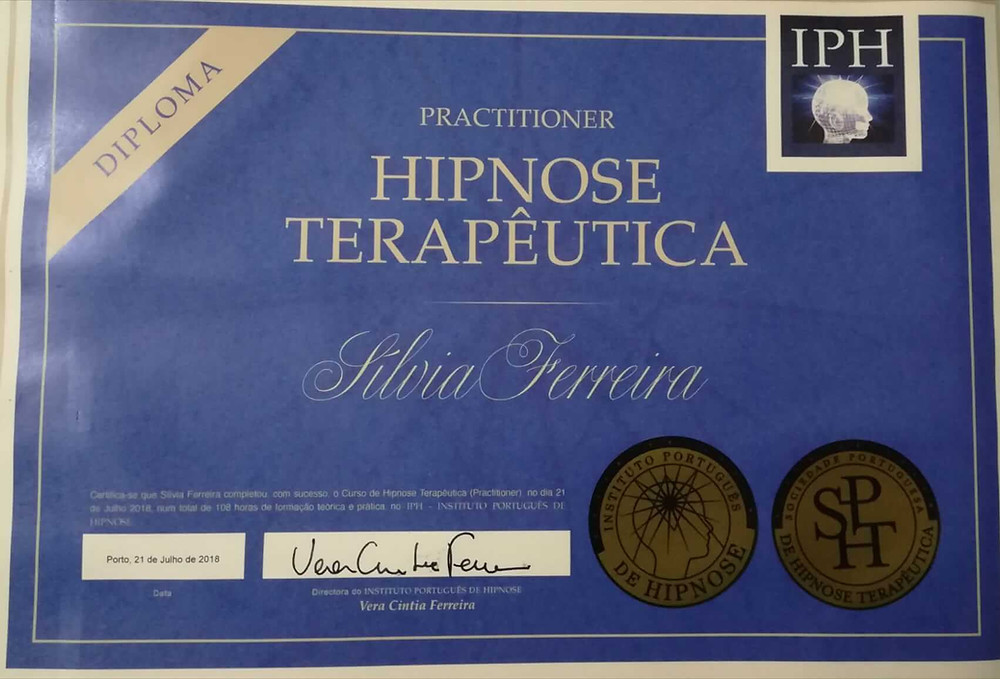 DIPLOMA
IPH
PRACTITIONER
HIPNOSE
TERAPÊUTICA
Sílvia Ferreira
Certifica-se que Sílvia Ferreira completou, com sucesso, o Curso de Hipnose Terapêutica (Practitioner), no dia 21
de Julho 2018, num total de 108 horas de formação teórica e prática, no IPH - INSTITUTO PORTUGUÊS DE
HIPNOSE.
Porto, 21 de Julho de 2018
Data
Directora do INSTITUTO PORTUGUÊS DE HIPNOSE
Vera Cintia Ferreira
INSTITUTO PORTUGUÊS
DE HIPNOSE
SOCIEDADE PORTUGUESA
SPHT
DE HIPNOSE TERAPÊUTICA